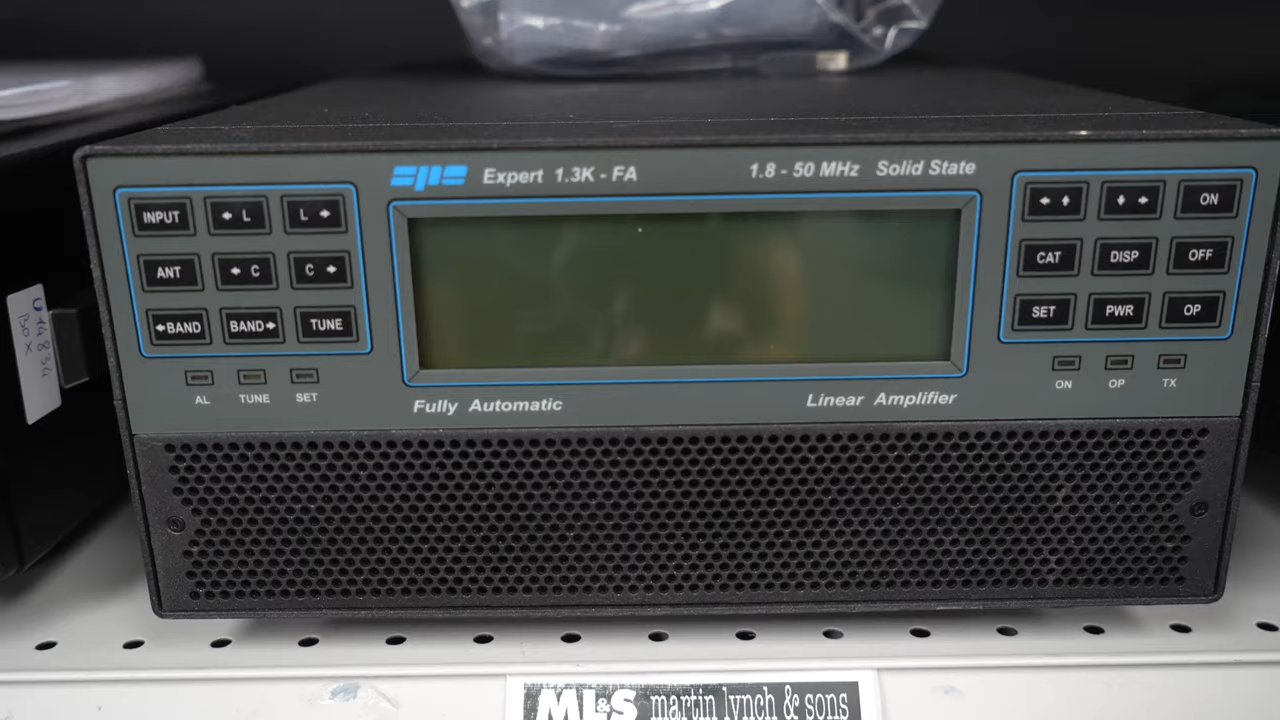 spe Expert 1.3K - FA 1.8 - 50 MHz Solid State
INPUT
L
L
ANT
C
C
BAND
BAND
TUNE
AL
TUNE
SET
ON
CAT
DISP
OFF
SET
PWR
OP
ON
OP
TX
Fully Automatic
Linear Amplifier
BOX
ML&S martin lynch & sons